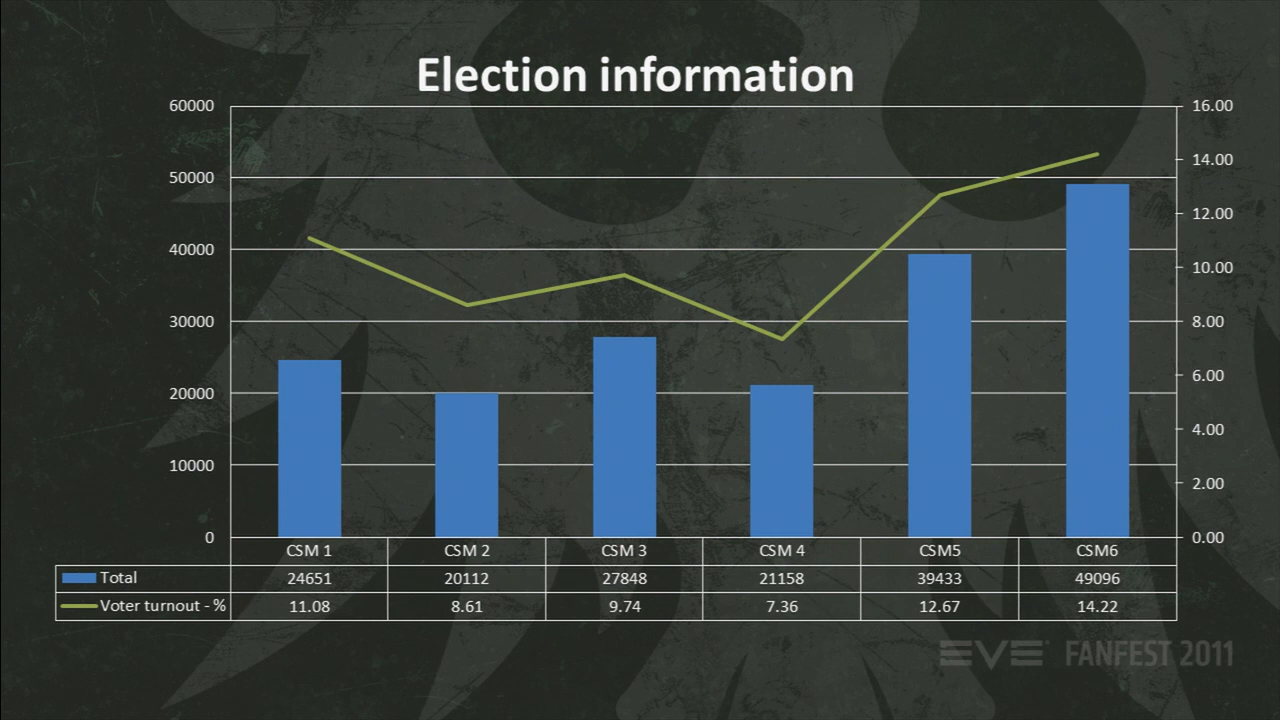 Election information
60000 16.00
14.00
50000
12.00
40000
10.00
30000 8.00
6.00
20000
4.00
10000
2.00
0 0.00
CSM 1 CSM 2 CSM 3 CSM 4 CSM5 CSM6
Total 24651 20112 27848 21158 39433 49096
Voter turnout - % 11.08 8.61 9.74 7.36 12.67 14.22
EVE FANFEST 2011